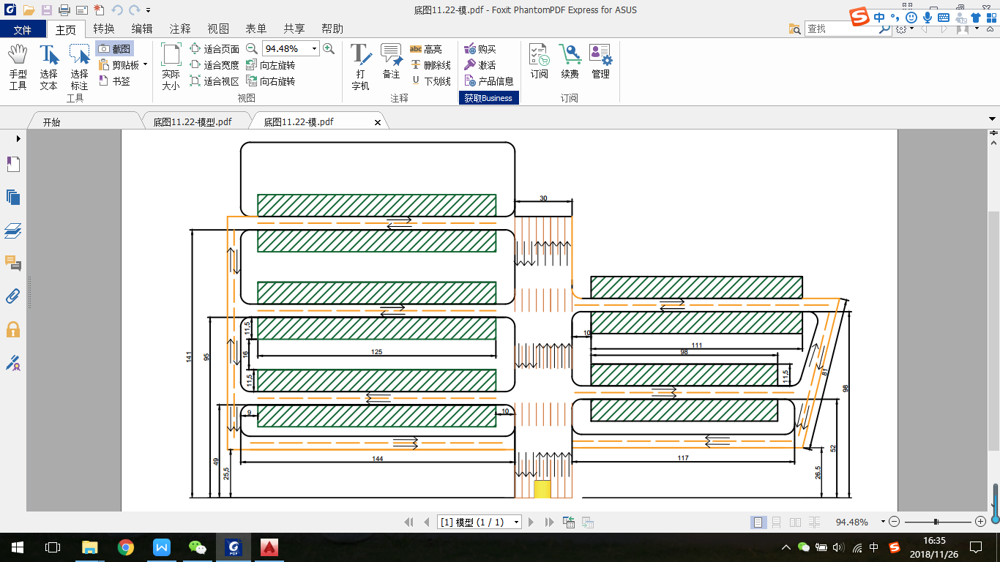 底图11.22-模.pdf - Foxit PhantomPDF Express for ASUS
中
文件 主页 转换 编辑 注释 视图 表单 共享 帮助
查找
手型工具
选择文本
选择标注
截图
剪贴板
书签
工具
实际大小
适合页面
适合宽度
适合视区
94.48%
向左旋转
向右旋转
视图
打字机
备注
abc 高亮
T 删除线
U 下划线
注释
购买
激活
产品信息
获取Business
订阅
续费
管理
订阅
开始
底图11.22-模型.pdf
底图11.22-模.pdf
30
141
95
11,5
16
11,5
125
10
111
98
11,5
81
98
9
10
49
25,5
144
117
52
26,5
[1] 模型 (1 / 1)
94.48%
W
PDF
中
16:35
2018/11/26